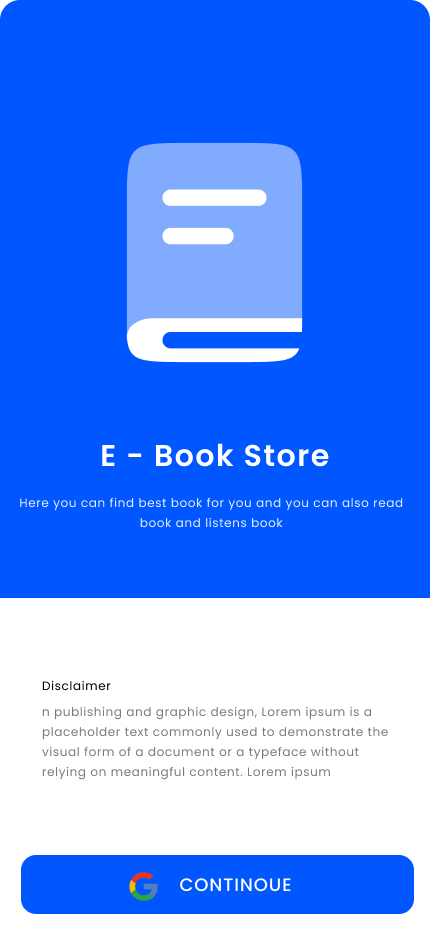 E - Book Store
Here you can find best book for you and you can also read
book and listens book
Disclaimer
n publishing and graphic design, Lorem ipsum is a
placeholder text commonly used to demonstrate the
visual form of a document or a typeface without
relying on meaningful content. Lorem ipsum
CONTINOUE